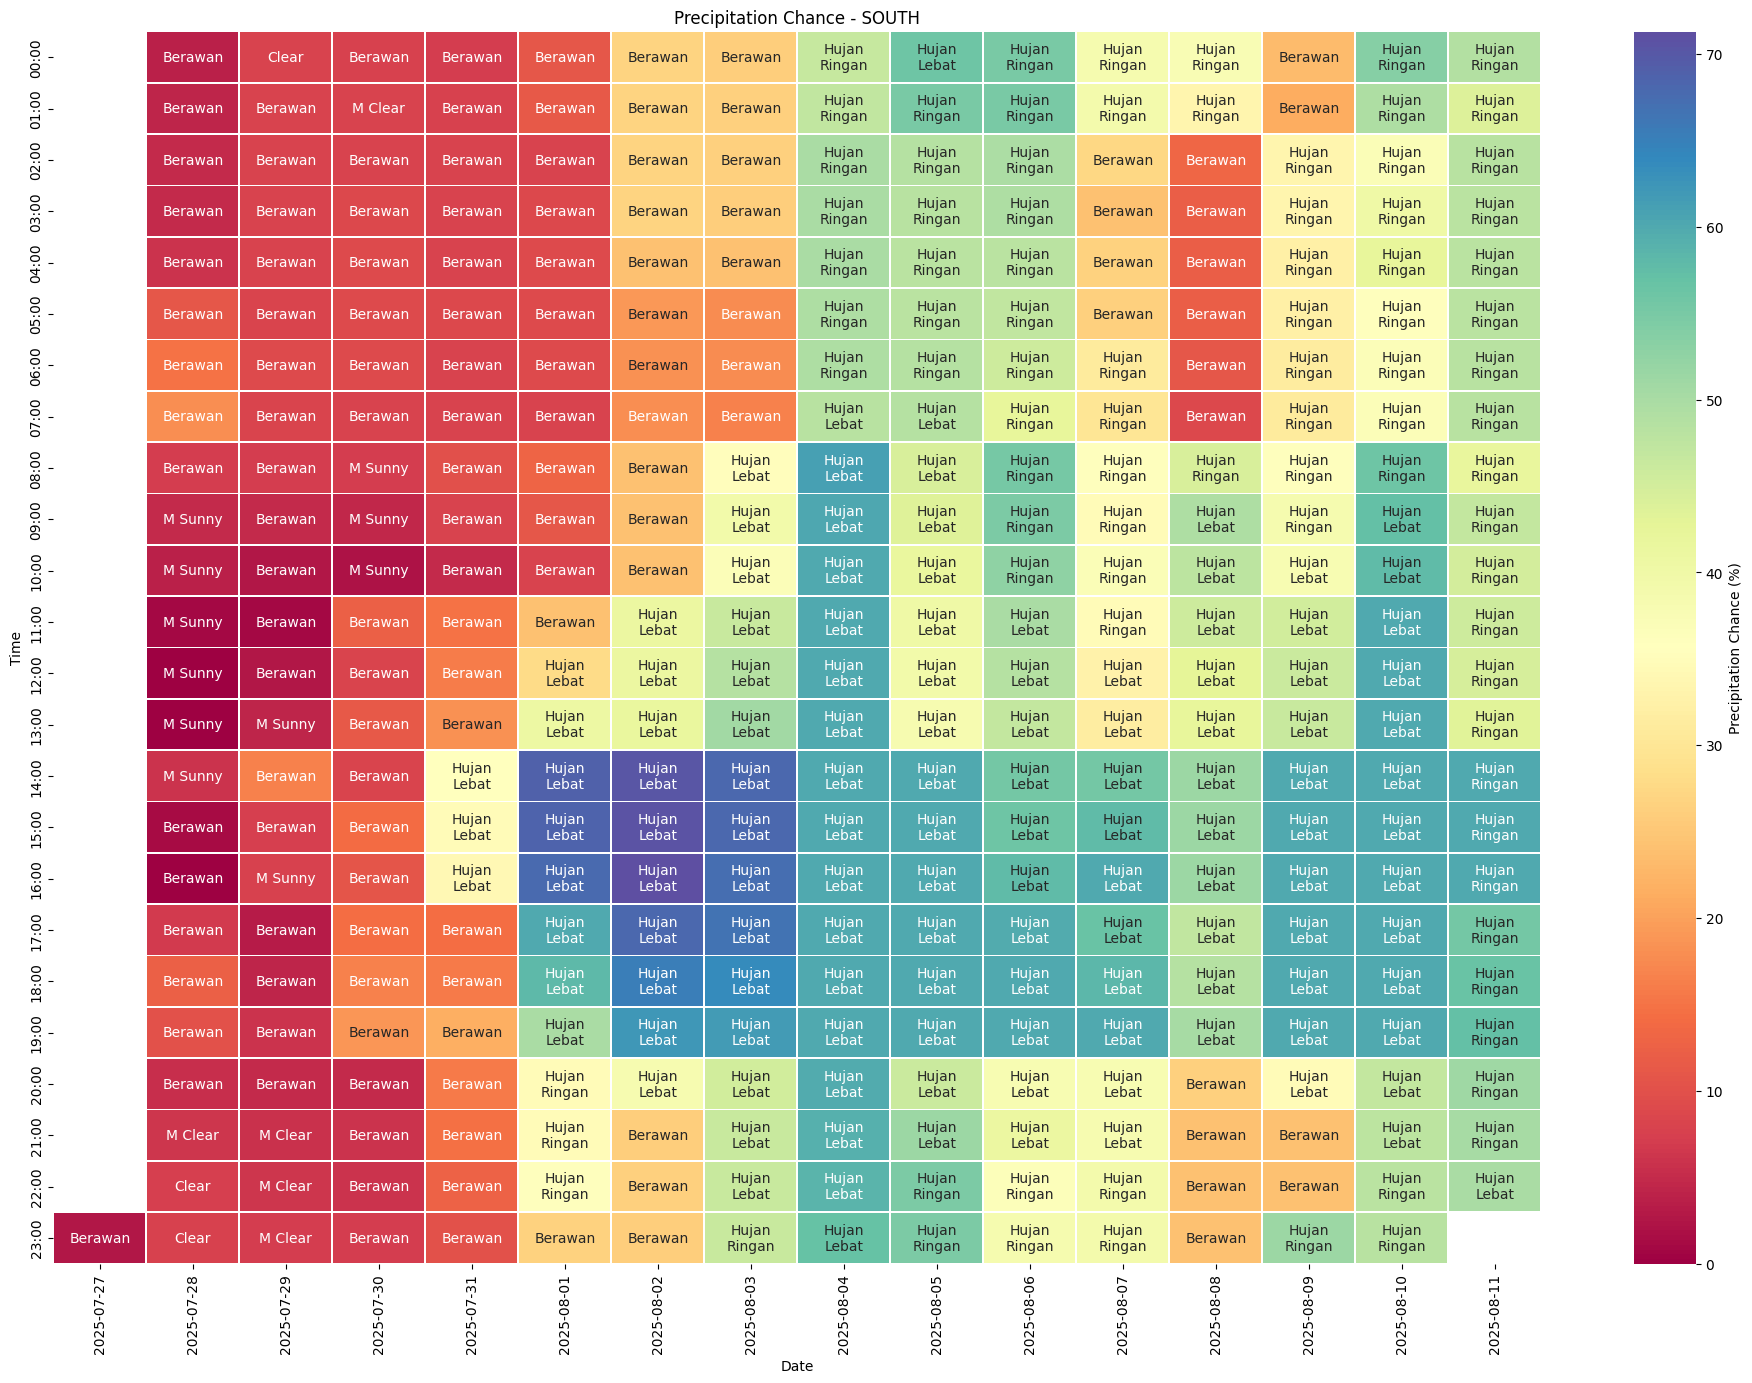 Precipitation Chance - SOUTH
00:00 Berawan Clear Berawan Berawan Berawan Berawan Berawan Hujan Ringan Hujan Lebat Hujan Ringan Hujan Ringan Hujan Ringan Berawan Hujan Ringan Hujan Ringan
01:00 Berawan Berawan M Clear Berawan Berawan Berawan Berawan Hujan Ringan Hujan Ringan Hujan Ringan Hujan Ringan Hujan Ringan Berawan Hujan Ringan Hujan Ringan
02:00 Berawan Berawan Berawan Berawan Berawan Berawan Berawan Hujan Ringan Hujan Ringan Hujan Ringan Berawan Berawan Hujan Ringan Hujan Ringan Hujan Ringan
03:00 Berawan Berawan Berawan Berawan Berawan Berawan Berawan Hujan Ringan Hujan Ringan Hujan Ringan Berawan Berawan Hujan Ringan Hujan Ringan Hujan Ringan
04:00 Berawan Berawan Berawan Berawan Berawan Berawan Berawan Hujan Ringan Hujan Ringan Hujan Ringan Berawan Berawan Hujan Ringan Hujan Ringan Hujan Ringan
05:00 Berawan Berawan Berawan Berawan Berawan Berawan Berawan Hujan Ringan Hujan Ringan Hujan Ringan Berawan Berawan Hujan Ringan Hujan Ringan Hujan Ringan
06:00 Berawan Berawan Berawan Berawan Berawan Berawan Berawan Hujan Ringan Hujan Ringan Hujan Ringan Hujan Ringan Berawan Hujan Ringan Hujan Ringan Hujan Ringan
07:00 Berawan Berawan Berawan Berawan Berawan Berawan Berawan Hujan Lebat Hujan Lebat Hujan Ringan Hujan Ringan Berawan Hujan Ringan Hujan Ringan Hujan Ringan
08:00 Berawan Berawan M Sunny Berawan Berawan Berawan Hujan Lebat Hujan Lebat Hujan Lebat Hujan Ringan Hujan Ringan Hujan Ringan Hujan Ringan Hujan Ringan Hujan Ringan
09:00 M Sunny Berawan M Sunny Berawan Berawan Berawan Hujan Lebat Hujan Lebat Hujan Lebat Hujan Ringan Hujan Ringan Hujan Lebat Hujan Ringan Hujan Lebat Hujan Ringan
10:00 M Sunny Berawan M Sunny Berawan Berawan Berawan Hujan Lebat Hujan Lebat Hujan Lebat Hujan Ringan Hujan Ringan Hujan Lebat Hujan Lebat Hujan Lebat Hujan Ringan
11:00 M Sunny Berawan Berawan Berawan Berawan Hujan Lebat Hujan Lebat Hujan Lebat Hujan Lebat Hujan Lebat Hujan Ringan Hujan Lebat Hujan Lebat Hujan Lebat Hujan Ringan
12:00 M Sunny Berawan Berawan Berawan Hujan Lebat Hujan Lebat Hujan Lebat Hujan Lebat Hujan Lebat Hujan Lebat Hujan Lebat Hujan Lebat Hujan Lebat Hujan Lebat Hujan Ringan
13:00 M Sunny M Sunny Berawan Berawan Hujan Lebat Hujan Lebat Hujan Lebat Hujan Lebat Hujan Lebat Hujan Lebat Hujan Lebat Hujan Lebat Hujan Lebat Hujan Lebat Hujan Ringan
14:00 M Sunny Berawan Berawan Hujan Lebat Hujan Lebat Hujan Lebat Hujan Lebat Hujan Lebat Hujan Lebat Hujan Lebat Hujan Lebat Hujan Lebat Hujan Lebat Hujan Lebat Hujan Ringan
15:00 Berawan Berawan Berawan Hujan Lebat Hujan Lebat Hujan Lebat Hujan Lebat Hujan Lebat Hujan Lebat Hujan Lebat Hujan Lebat Hujan Lebat Hujan Lebat Hujan Lebat Hujan Ringan
16:00 Berawan M Sunny Berawan Hujan Lebat Hujan Lebat Hujan Lebat Hujan Lebat Hujan Lebat Hujan Lebat Hujan Lebat Hujan Lebat Hujan Lebat Hujan Lebat Hujan Lebat Hujan Ringan
17:00 Berawan Berawan Berawan Berawan Hujan Lebat Hujan Lebat Hujan Lebat Hujan Lebat Hujan Lebat Hujan Lebat Hujan Lebat Hujan Lebat Hujan Lebat Hujan Lebat Hujan Ringan
18:00 Berawan Berawan Berawan Berawan Hujan Lebat Hujan Lebat Hujan Lebat Hujan Lebat Hujan Lebat Hujan Lebat Hujan Lebat Hujan Lebat Hujan Lebat Hujan Lebat Hujan Ringan
19:00 Berawan Berawan Berawan Berawan Hujan Lebat Hujan Lebat Hujan Lebat Hujan Lebat Hujan Lebat Hujan Lebat Hujan Lebat Hujan Lebat Hujan Lebat Hujan Lebat Hujan Ringan
20:00 Berawan Berawan Berawan Berawan Hujan Ringan Hujan Lebat Hujan Lebat Hujan Lebat Hujan Lebat Hujan Lebat Hujan Lebat Berawan Hujan Lebat Hujan Lebat Hujan Ringan
21:00 M Clear M Clear Berawan Berawan Hujan Ringan Berawan Hujan Lebat Hujan Lebat Hujan Lebat Hujan Lebat Hujan Lebat Berawan Berawan Hujan Lebat Hujan Ringan
22:00 Clear M Clear Berawan Berawan Hujan Ringan Berawan Hujan Lebat Hujan Lebat Hujan Ringan Hujan Ringan Hujan Ringan Berawan Berawan Hujan Ringan Hujan Lebat
23:00 Berawan Clear M Clear Berawan Berawan Berawan Berawan Hujan Ringan Hujan Lebat Hujan Ringan Hujan Ringan Hujan Ringan Berawan Hujan Ringan Hujan Ringan
Time
2025-07-27 2025-07-28 2025-07-29 2025-07-30 2025-07-31 2025-08-01 2025-08-02 2025-08-03 2025-08-04 2025-08-05 2025-08-06 2025-08-07 2025-08-08 2025-08-09 2025-08-10 2025-08-11
Date
70
60
50
40
30
20
10
0
Precipitation Chance (%)